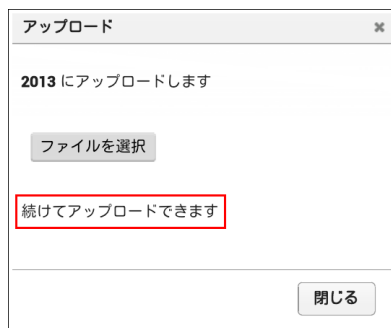 アップロード
2013 にアップロードします
ファイルを選択
続けてアップロードできます
閉じる